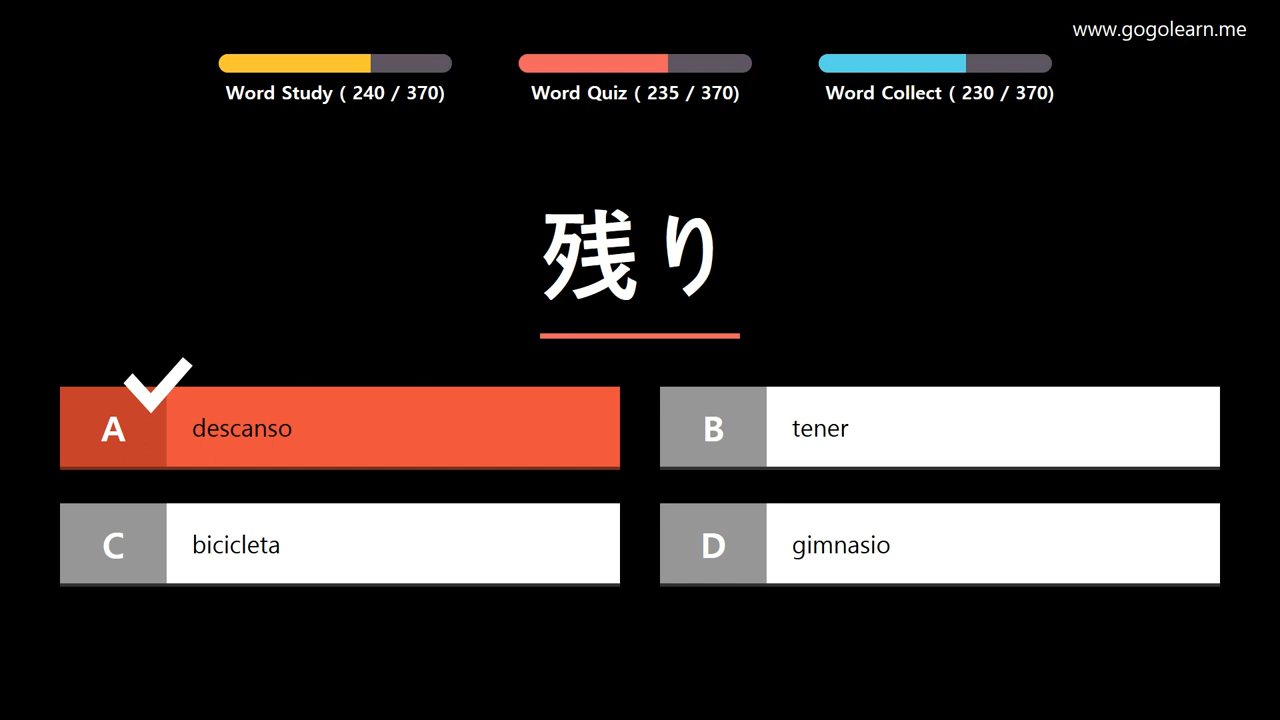 www.gogolearn.me
Word Study ( 240 / 370)
Word Quiz ( 235 / 370)
Word Collect ( 230 / 370)
残り
A descanso
B tener
C bicicleta
D gimnasio